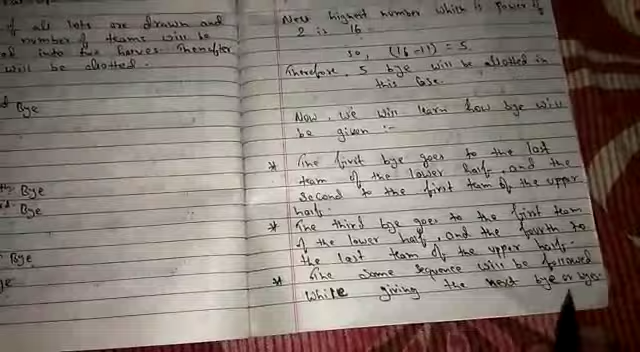 if all lots are drawn and
number of teams will be
ed into two halves. Thereafter
will be allotted.
Bye
Bye
Bye
Bye
Now highest number which is power of
2 is 16
so, (16-11) = 5.
Therefore, 5 bye will be allotted in
this case.
Now, we will learn how bye will
be given :-
* The first bye goes to the last
team of the lower half, and the
second to the first team of the upper
half.
* The third bye goes to the first team
of the lower half, and the fourth to
the last team of the upper half.
* The same sequence will be followed
while giving the next bye or byes.